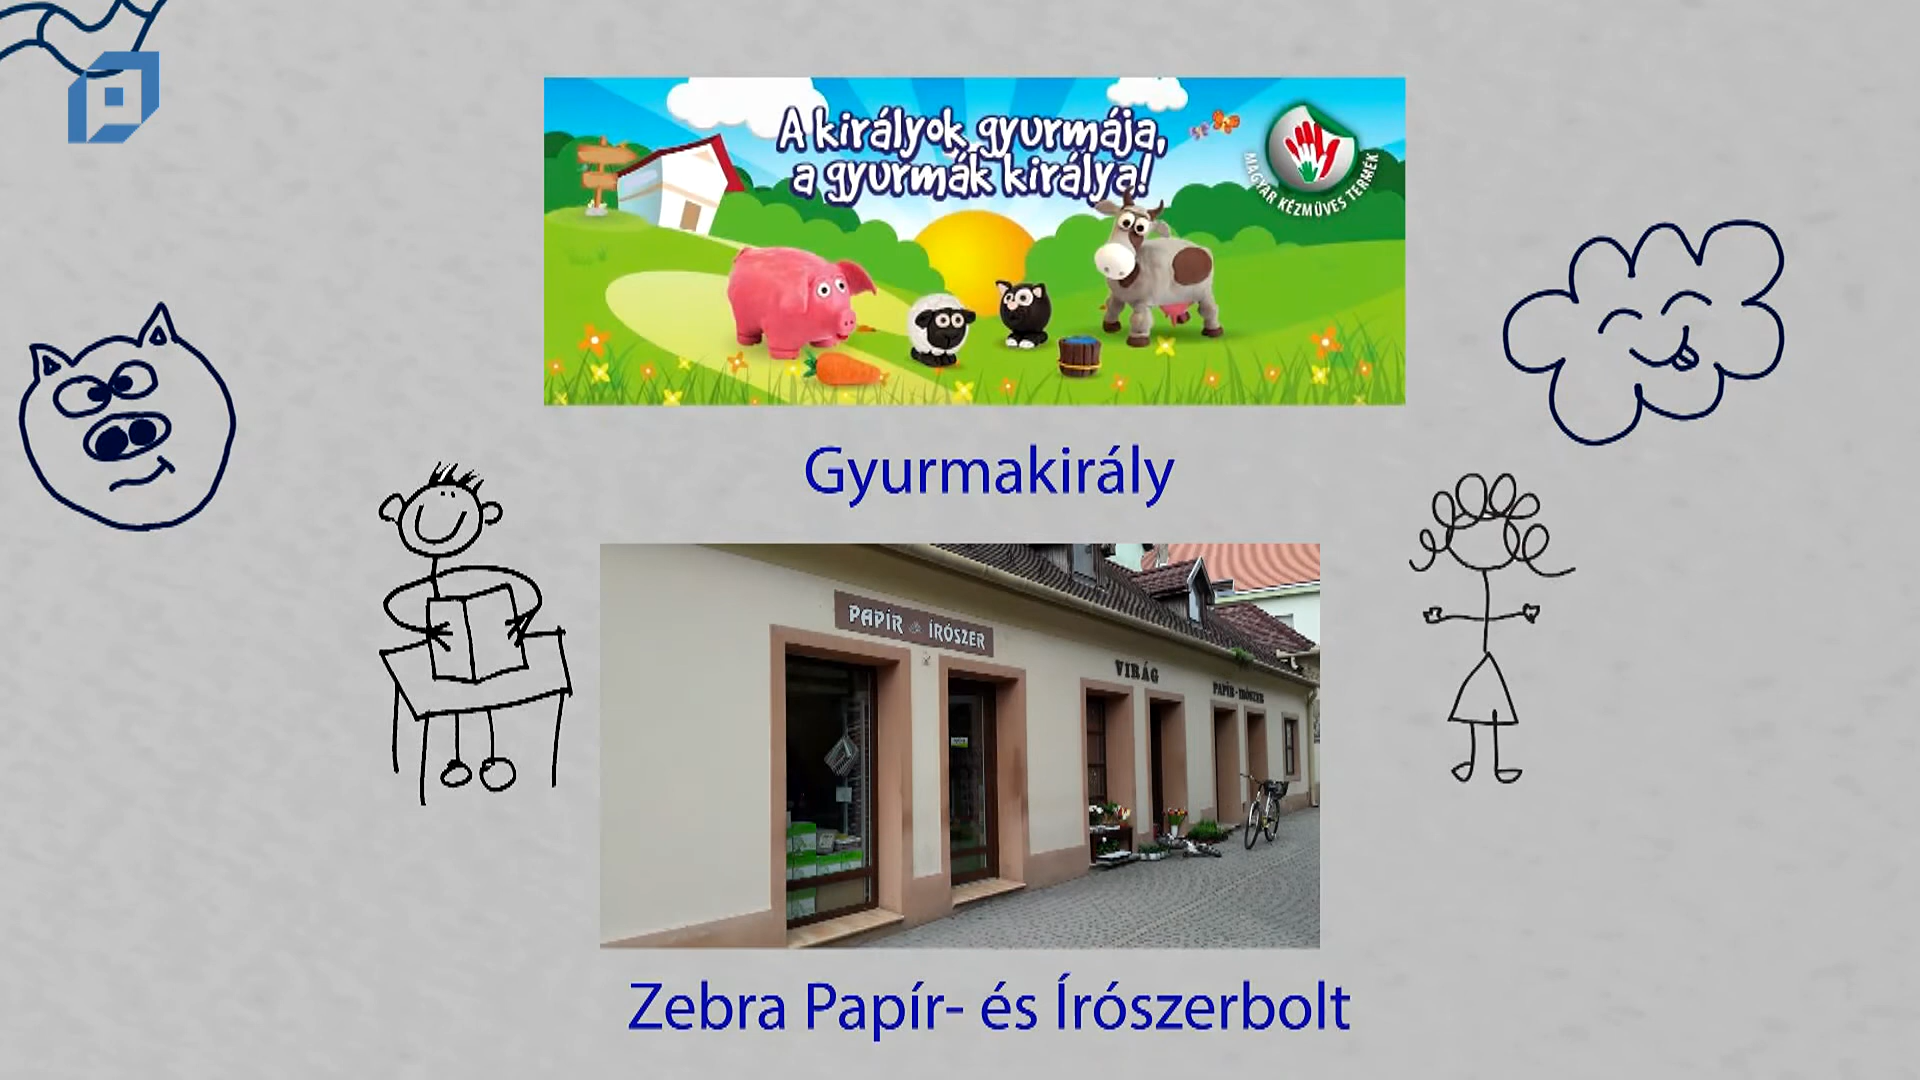 A királyok gyurmája,
a gyurmák királya!
MAGYAR KÉZMŰVES TERMÉK
Gyurmakirály
PAPÍR ÍRÓSZER
VIRÁG
PAPÍR-ÍRÓSZER
Zebra Papír- és Írószerbolt